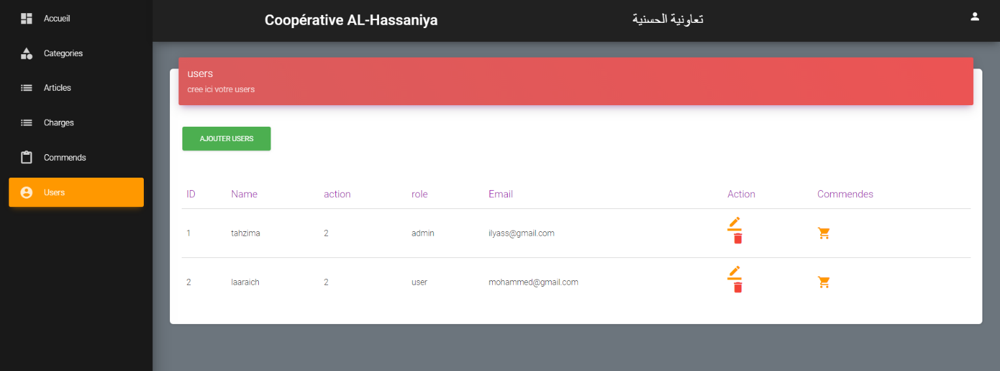 Accueil
Categories
Articles
Charges
Commends
Users
Coopérative AL-Hassaniya
تعاونية الحسنية
users
cree ici votre users
AJOUTER USERS
ID Name action role Email Action Commendes
1 tahzima 2 admin ilyass@gmail.com
2 laaraich 2 user mohammed@gmail.com